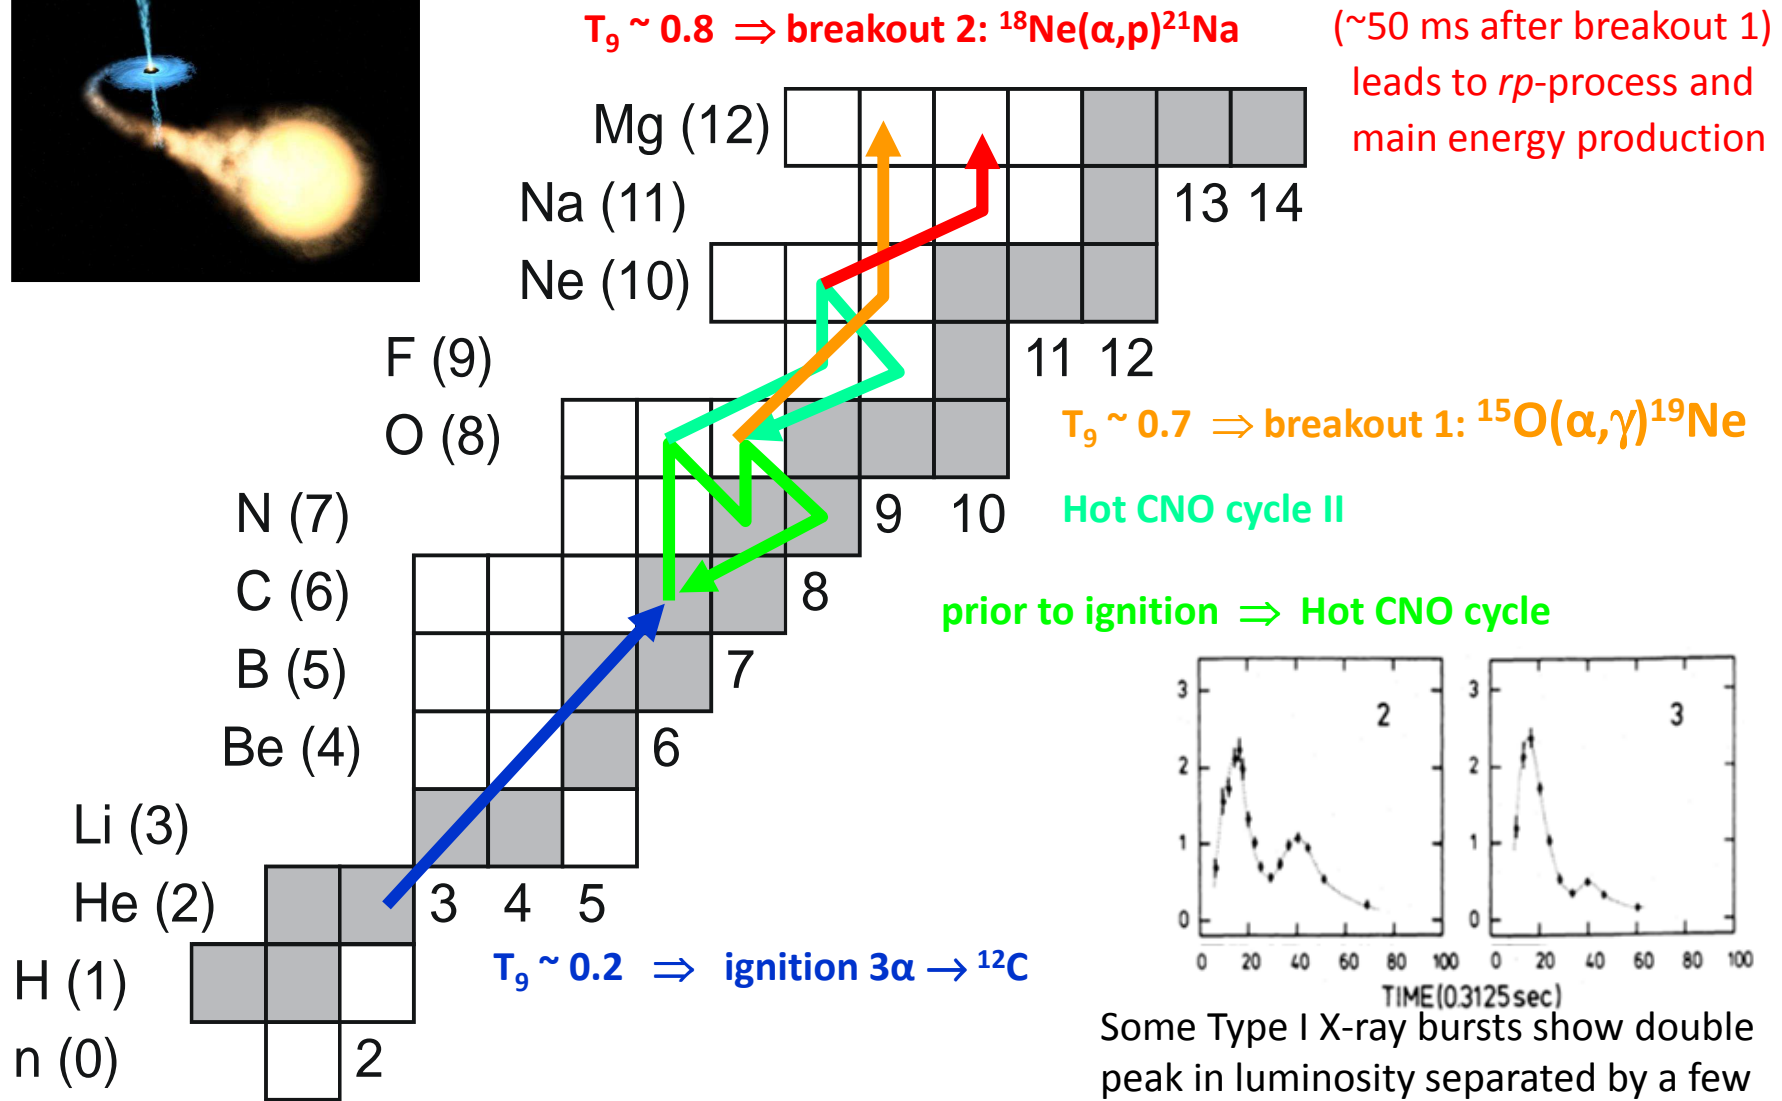 T₉ ~ 0.8 ⇒ breakout 2: ¹⁸Ne(α,p)²¹Na
(~50 ms after breakout 1)
leads to rp-process and
main energy production
Mg (12)
Na (11)
13 14
Ne (10)
F (9)
11 12
O (8)
T₉ ~ 0.7 ⇒ breakout 1: ¹⁵O(α,γ)¹⁹Ne
N (7)
9 10
Hot CNO cycle II
C (6)
8
prior to ignition ⇒ Hot CNO cycle
B (5)
7
Be (4)
6
Li (3)
He (2)
3 4 5
T₉ ~ 0.2 ⇒ ignition 3α → ¹²C
H (1)
n (0)
2
3
2
1
0
2
0 20 40 60 80 100
3
2
1
0
3
0 20 40 60 80 100
TIME(0.3125sec)
Some Type I X-ray bursts show double
peak in luminosity separated by a few